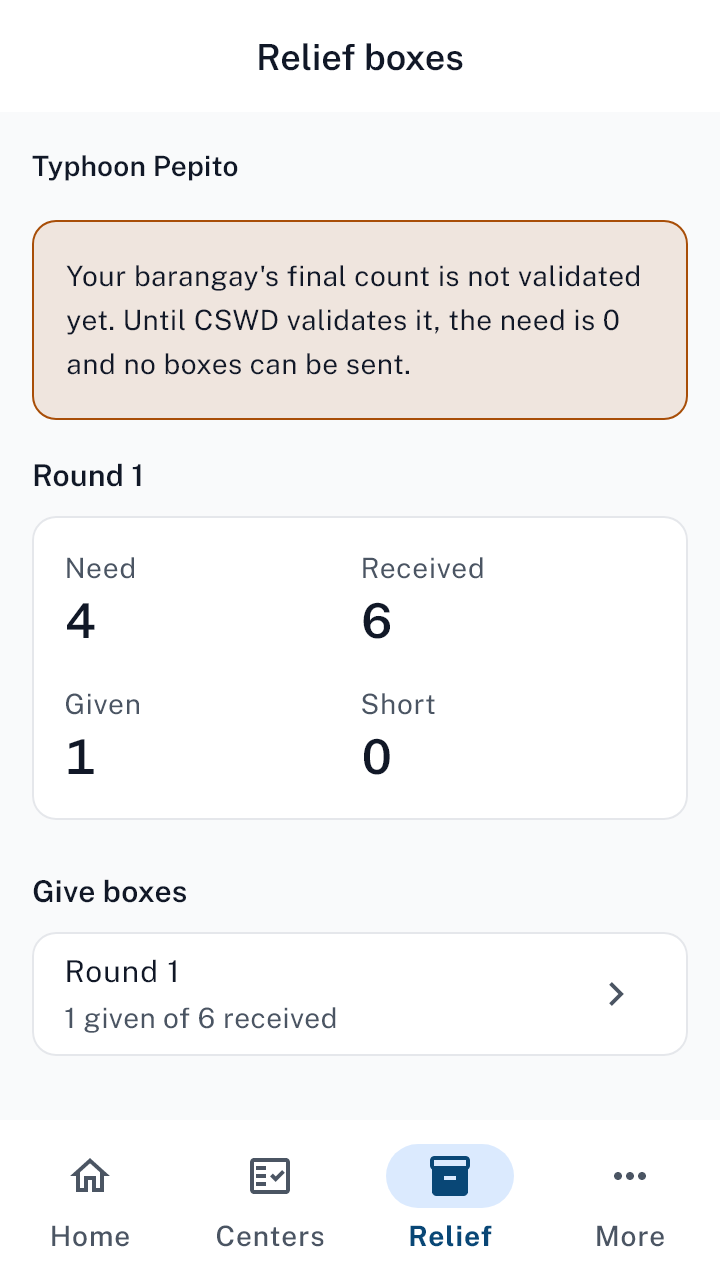 Relief boxes
Typhoon Pepito
Your barangay's final count is not validated
yet. Until CSWD validates it, the need is 0
and no boxes can be sent.
Round 1
Need
Received
4
6
Given
Short
1
0
Give boxes
Round 1
1 given of 6 received
Home
Centers
Relief
More